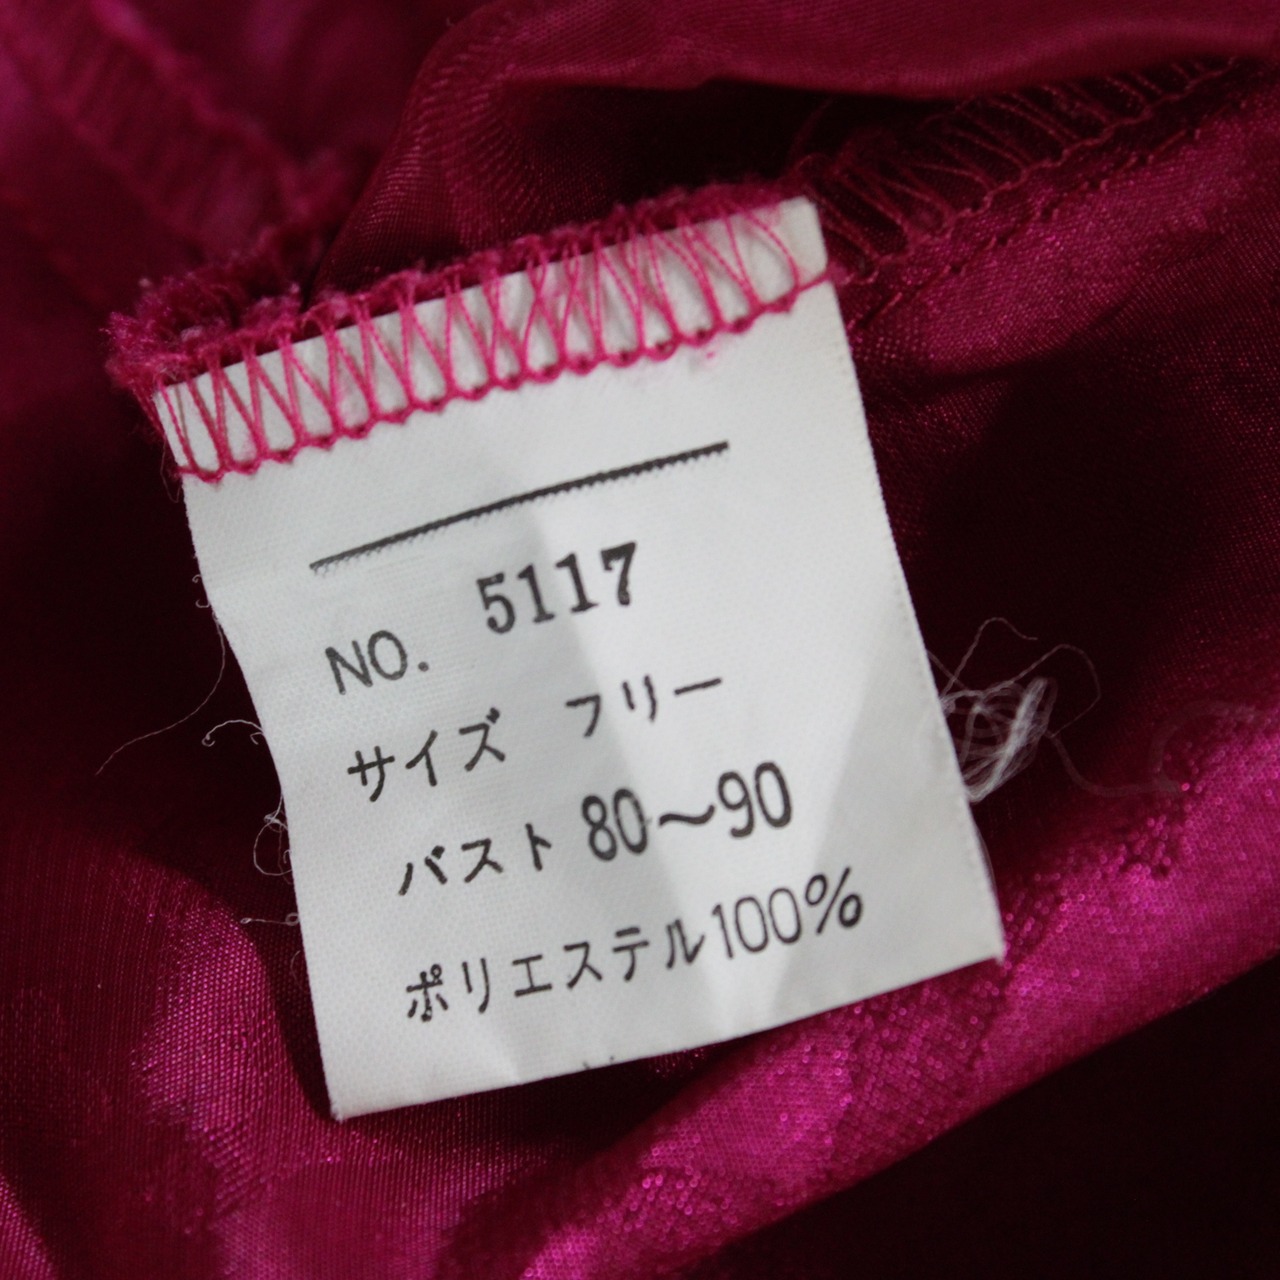 NO. 5117
サイズ フリー
バスト 80〜90
ポリエステル100%